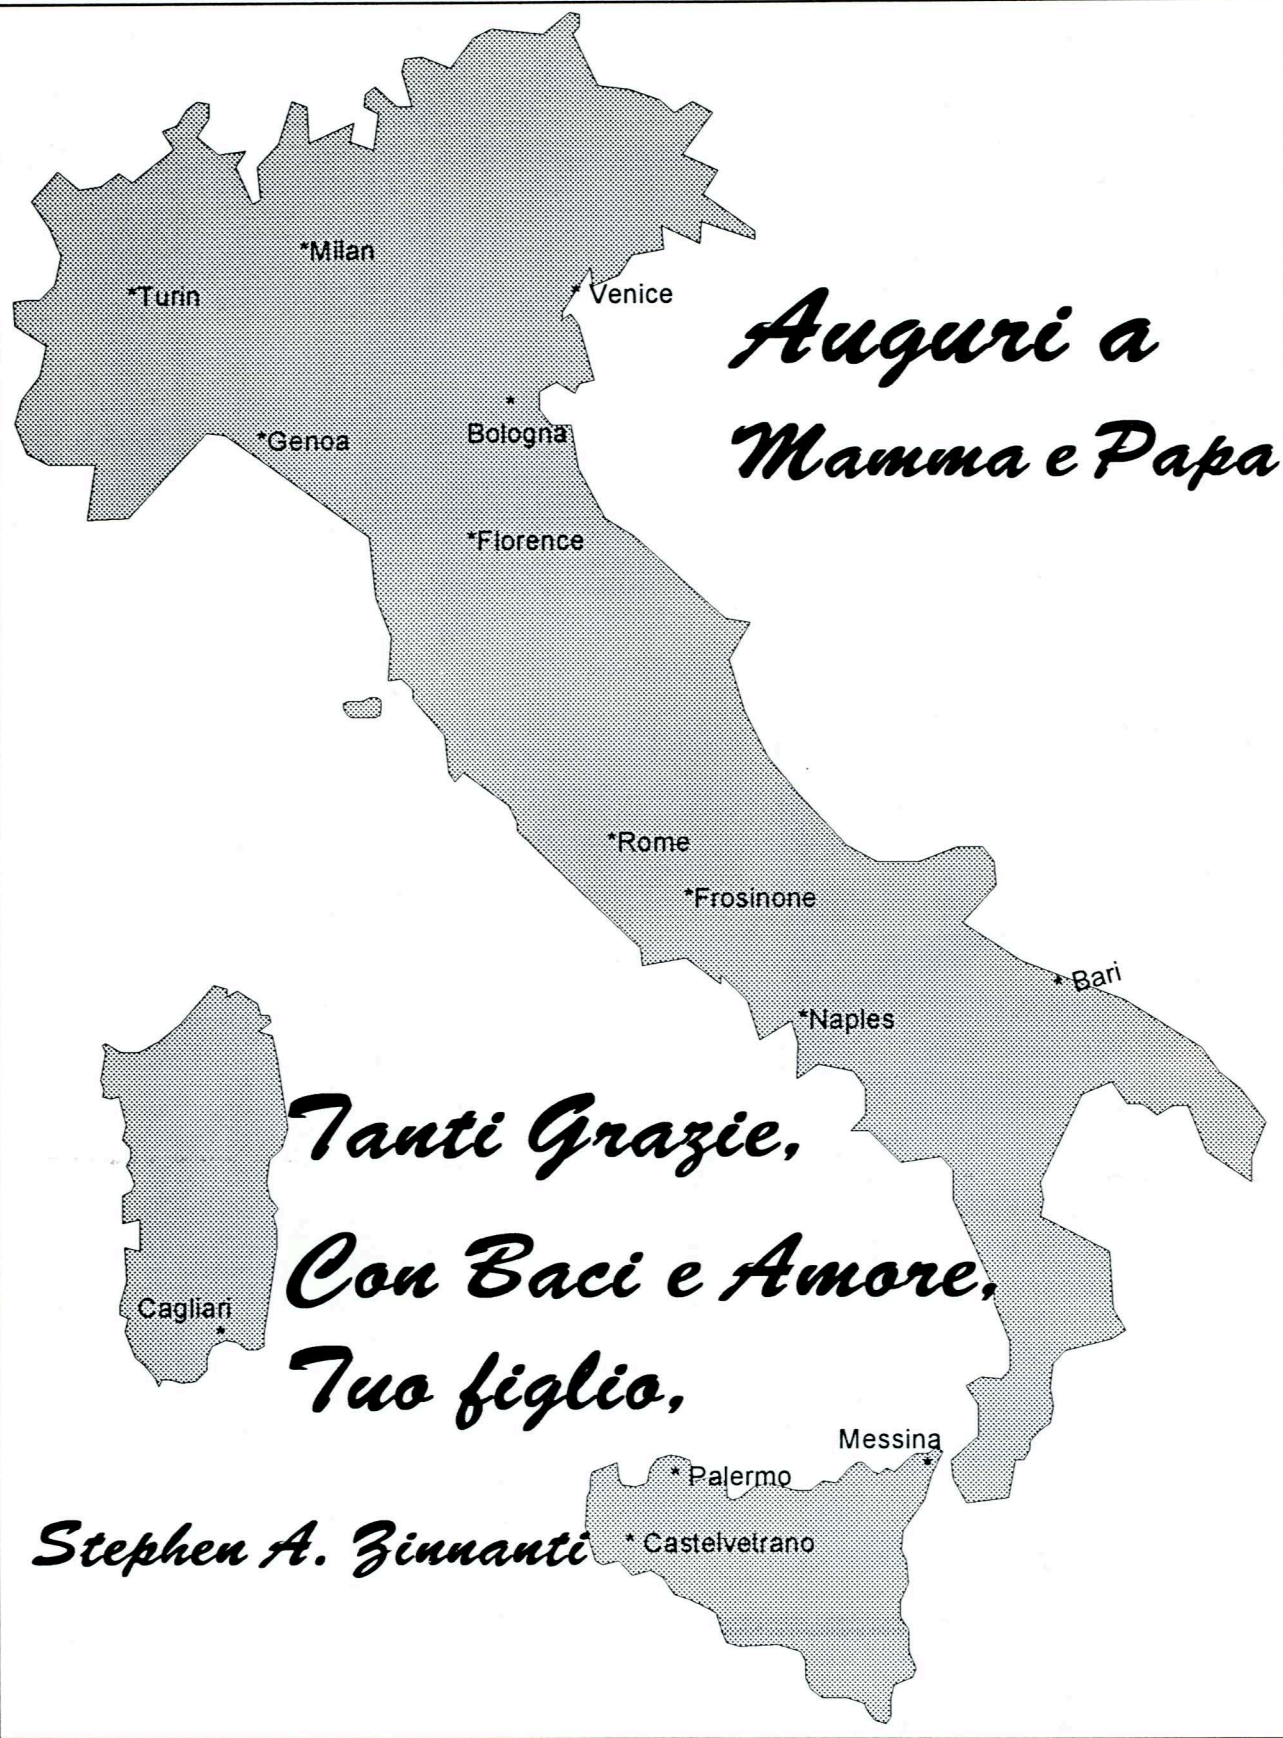 *Milan
*Turin
* Venice
Auguri a
*
Bologna
*Genoa
Mamma e Papa
*Florence
*Rome
*Frosinone
* Bari
*Naples
Tanti Grazie,
Con Baci e Amore,
Cagliari
*
Tuo figlio,
Messina
*
* Palermo
Stephen A. Zinnanti
* Castelvetrano